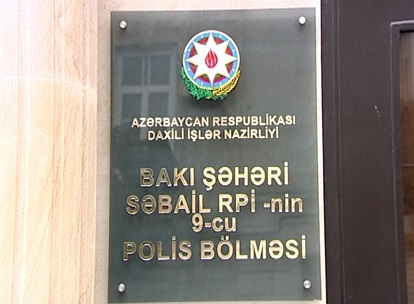 AZƏRBAYCAN RESPUBLİKASI
DAXİLİ İŞLƏR NAZİRLİYİ
BAKI ŞƏHƏRİ
SƏBAİL RPİ -nin
9-cu
POLİS BÖLMƏSİ